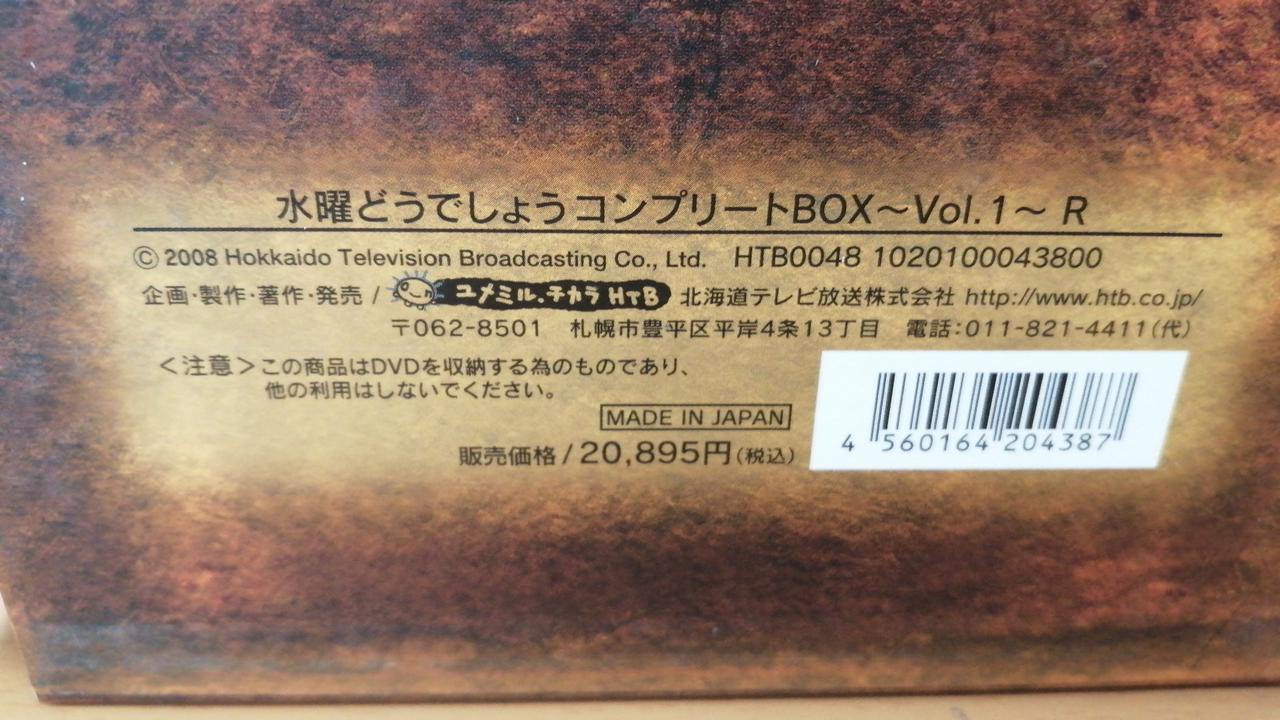 水曜どうでしょうコンプリートBOX〜Vol.1〜 R
© 2008 Hokkaido Television Broadcasting Co., Ltd. HTB0048 1020100043800
企画・製作・著作・発売 / ユメミル、チカラ HTB 北海道テレビ放送株式会社 http://www.htb.co.jp/
〒062-8501 札幌市豊平区平岸4条13丁目 電話：011-821-4411（代）
＜注意＞この商品はDVDを収納する為のものであり、
他の利用はしないでください。
MADE IN JAPAN
販売価格/20,895円（税込）
4 560164 204387